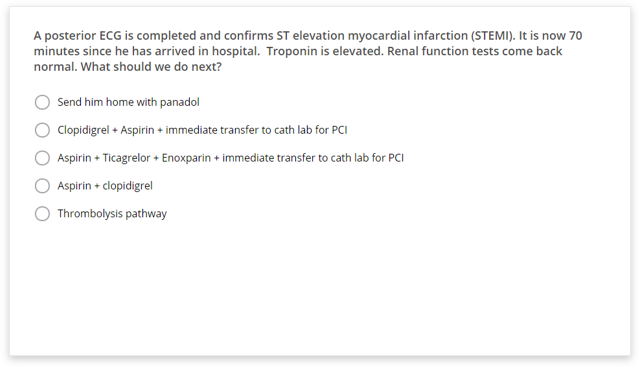 A posterior ECG is completed and confirms ST elevation myocardial infarction (STEMI). It is now 70
minutes since he has arrived in hospital.  Troponin is elevated. Renal function tests come back
normal. What should we do next?
Send him home with panadol
Clopidigrel + Aspirin + immediate transfer to cath lab for PCI
Aspirin + Ticagrelor + Enoxparin + immediate transfer to cath lab for PCI
Aspirin + clopidigrel
Thrombolysis pathway